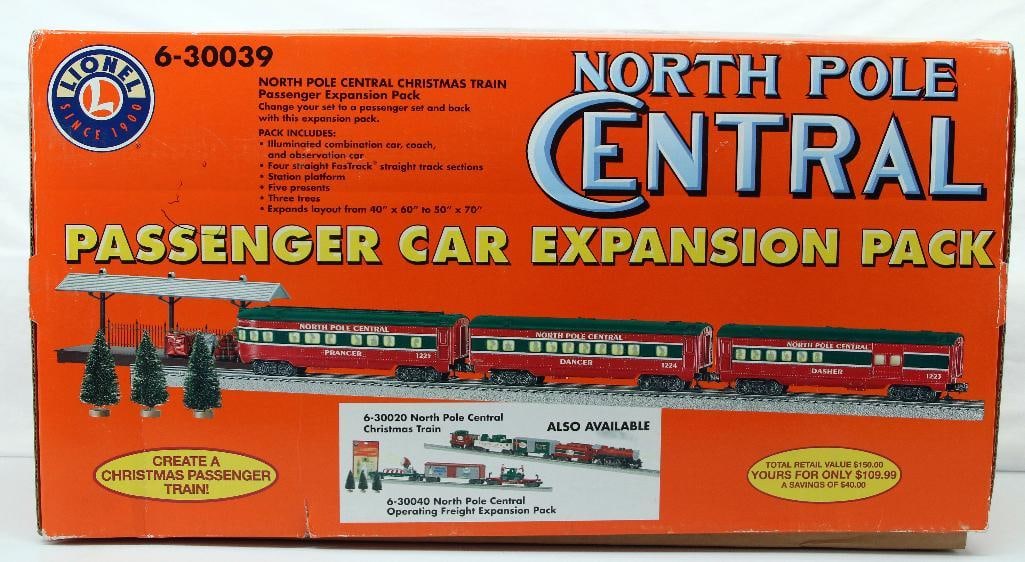 LIONEL
L
SINCE 1900
6-30039
NORTH POLE CENTRAL CHRISTMAS TRAIN
Passenger Expansion Pack
Change your set to a passenger set and back
with this expansion pack.
PACK INCLUDES:
• Illuminated combination car, coach,
and observation car
• Four straight FasTrack® straight track sections
• Station platform
• Five presents
• Three trees
• Expands layout from 40" x 60" to 50" x 70"
NORTH POLE
CENTRAL
PASSENGER CAR EXPANSION PACK
NORTH POLE CENTRAL
PRANCER 1225
NORTH POLE CENTRAL
DANCER 1224
NORTH POLE CENTRAL
DASHER 1223
6-30020 North Pole Central
Christmas Train
ALSO AVAILABLE
6-30040 North Pole Central
Operating Freight Expansion Pack
CREATE A
CHRISTMAS PASSENGER
TRAIN!
TOTAL RETAIL VALUE $150.00
YOURS FOR ONLY $109.99
A SAVINGS OF $40.00